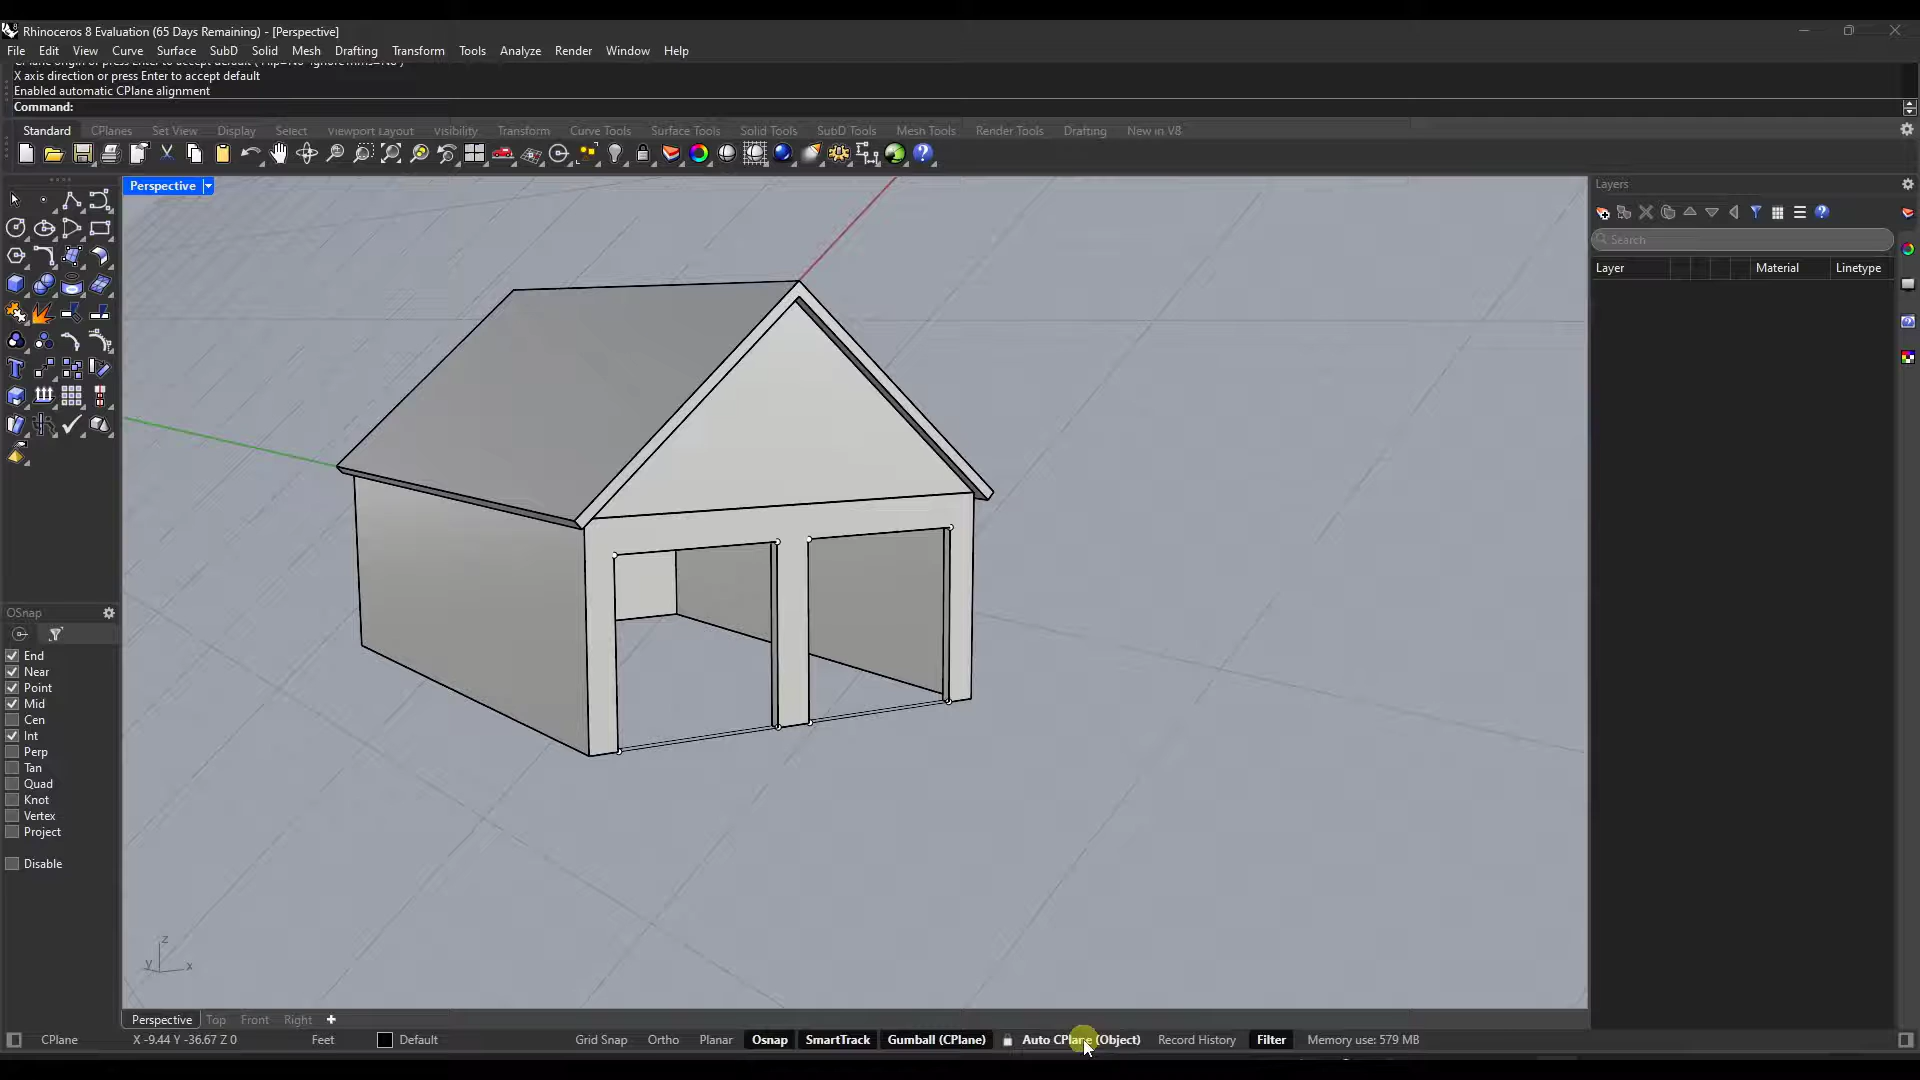 Rhinoceros 8 Evaluation (65 Days Remaining) - [Perspective]
File Edit View Curve Surface SubD Solid Mesh Drafting Transform Tools Analyze Render Window Help
X axis direction or press Enter to accept default
Enabled automatic CPlane alignment
Command:
Standard CPlanes Set View Display Select Viewport Layout Visibility Transform Curve Tools Surface Tools Solid Tools SubD Tools Mesh Tools Render Tools Drafting New in V8
Perspective
Layers
Search
Layer Material Linetype
OSnap
End
Near
Point
Mid
Cen
Int
Perp
Tan
Quad
Knot
Vertex
Project
Disable
z
y x
Perspective Top Front Right
CPlane X -9.44 Y -36.67 Z 0 Feet Default Grid Snap Ortho Planar Osnap SmartTrack Gumball (CPlane) Auto CPlane (Object) Record History Filter Memory use: 579 MB